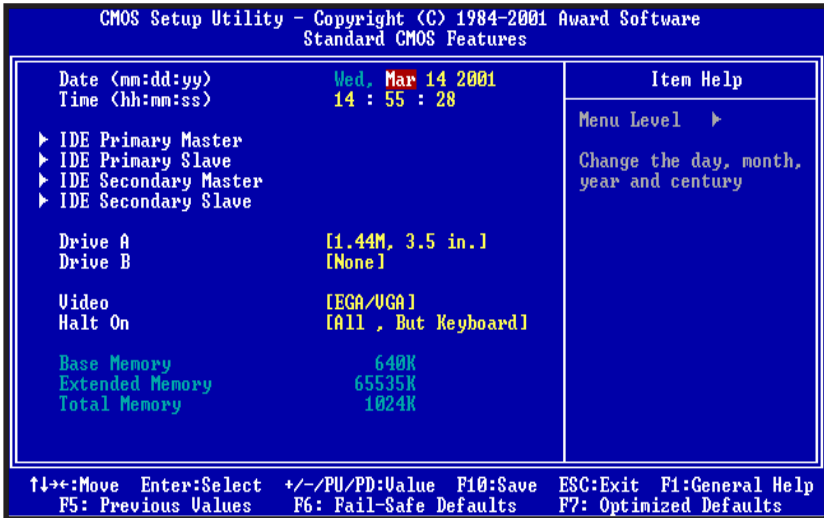 CMOS Setup Utility - Copyright (C) 1984-2001 Award Software
Standard CMOS Features
Date (mm:dd:yy) Wed, Mar 14 2001
Time (hh:mm:ss) 14 : 55 : 28
IDE Primary Master
IDE Primary Slave
IDE Secondary Master
IDE Secondary Slave
Drive A [1.44M, 3.5 in.]
Drive B [None]
Video [EGA/VGA]
Halt On [All , But Keyboard]
Base Memory 640K
Extended Memory 65535K
Total Memory 1024K
Item Help
Menu Level
Change the day, month,
year and century
↑↓→←:Move Enter:Select +/-/PU/PD:Value F10:Save ESC:Exit F1:General Help
F5: Previous Values F6: Fail-Safe Defaults F7: Optimized Defaults